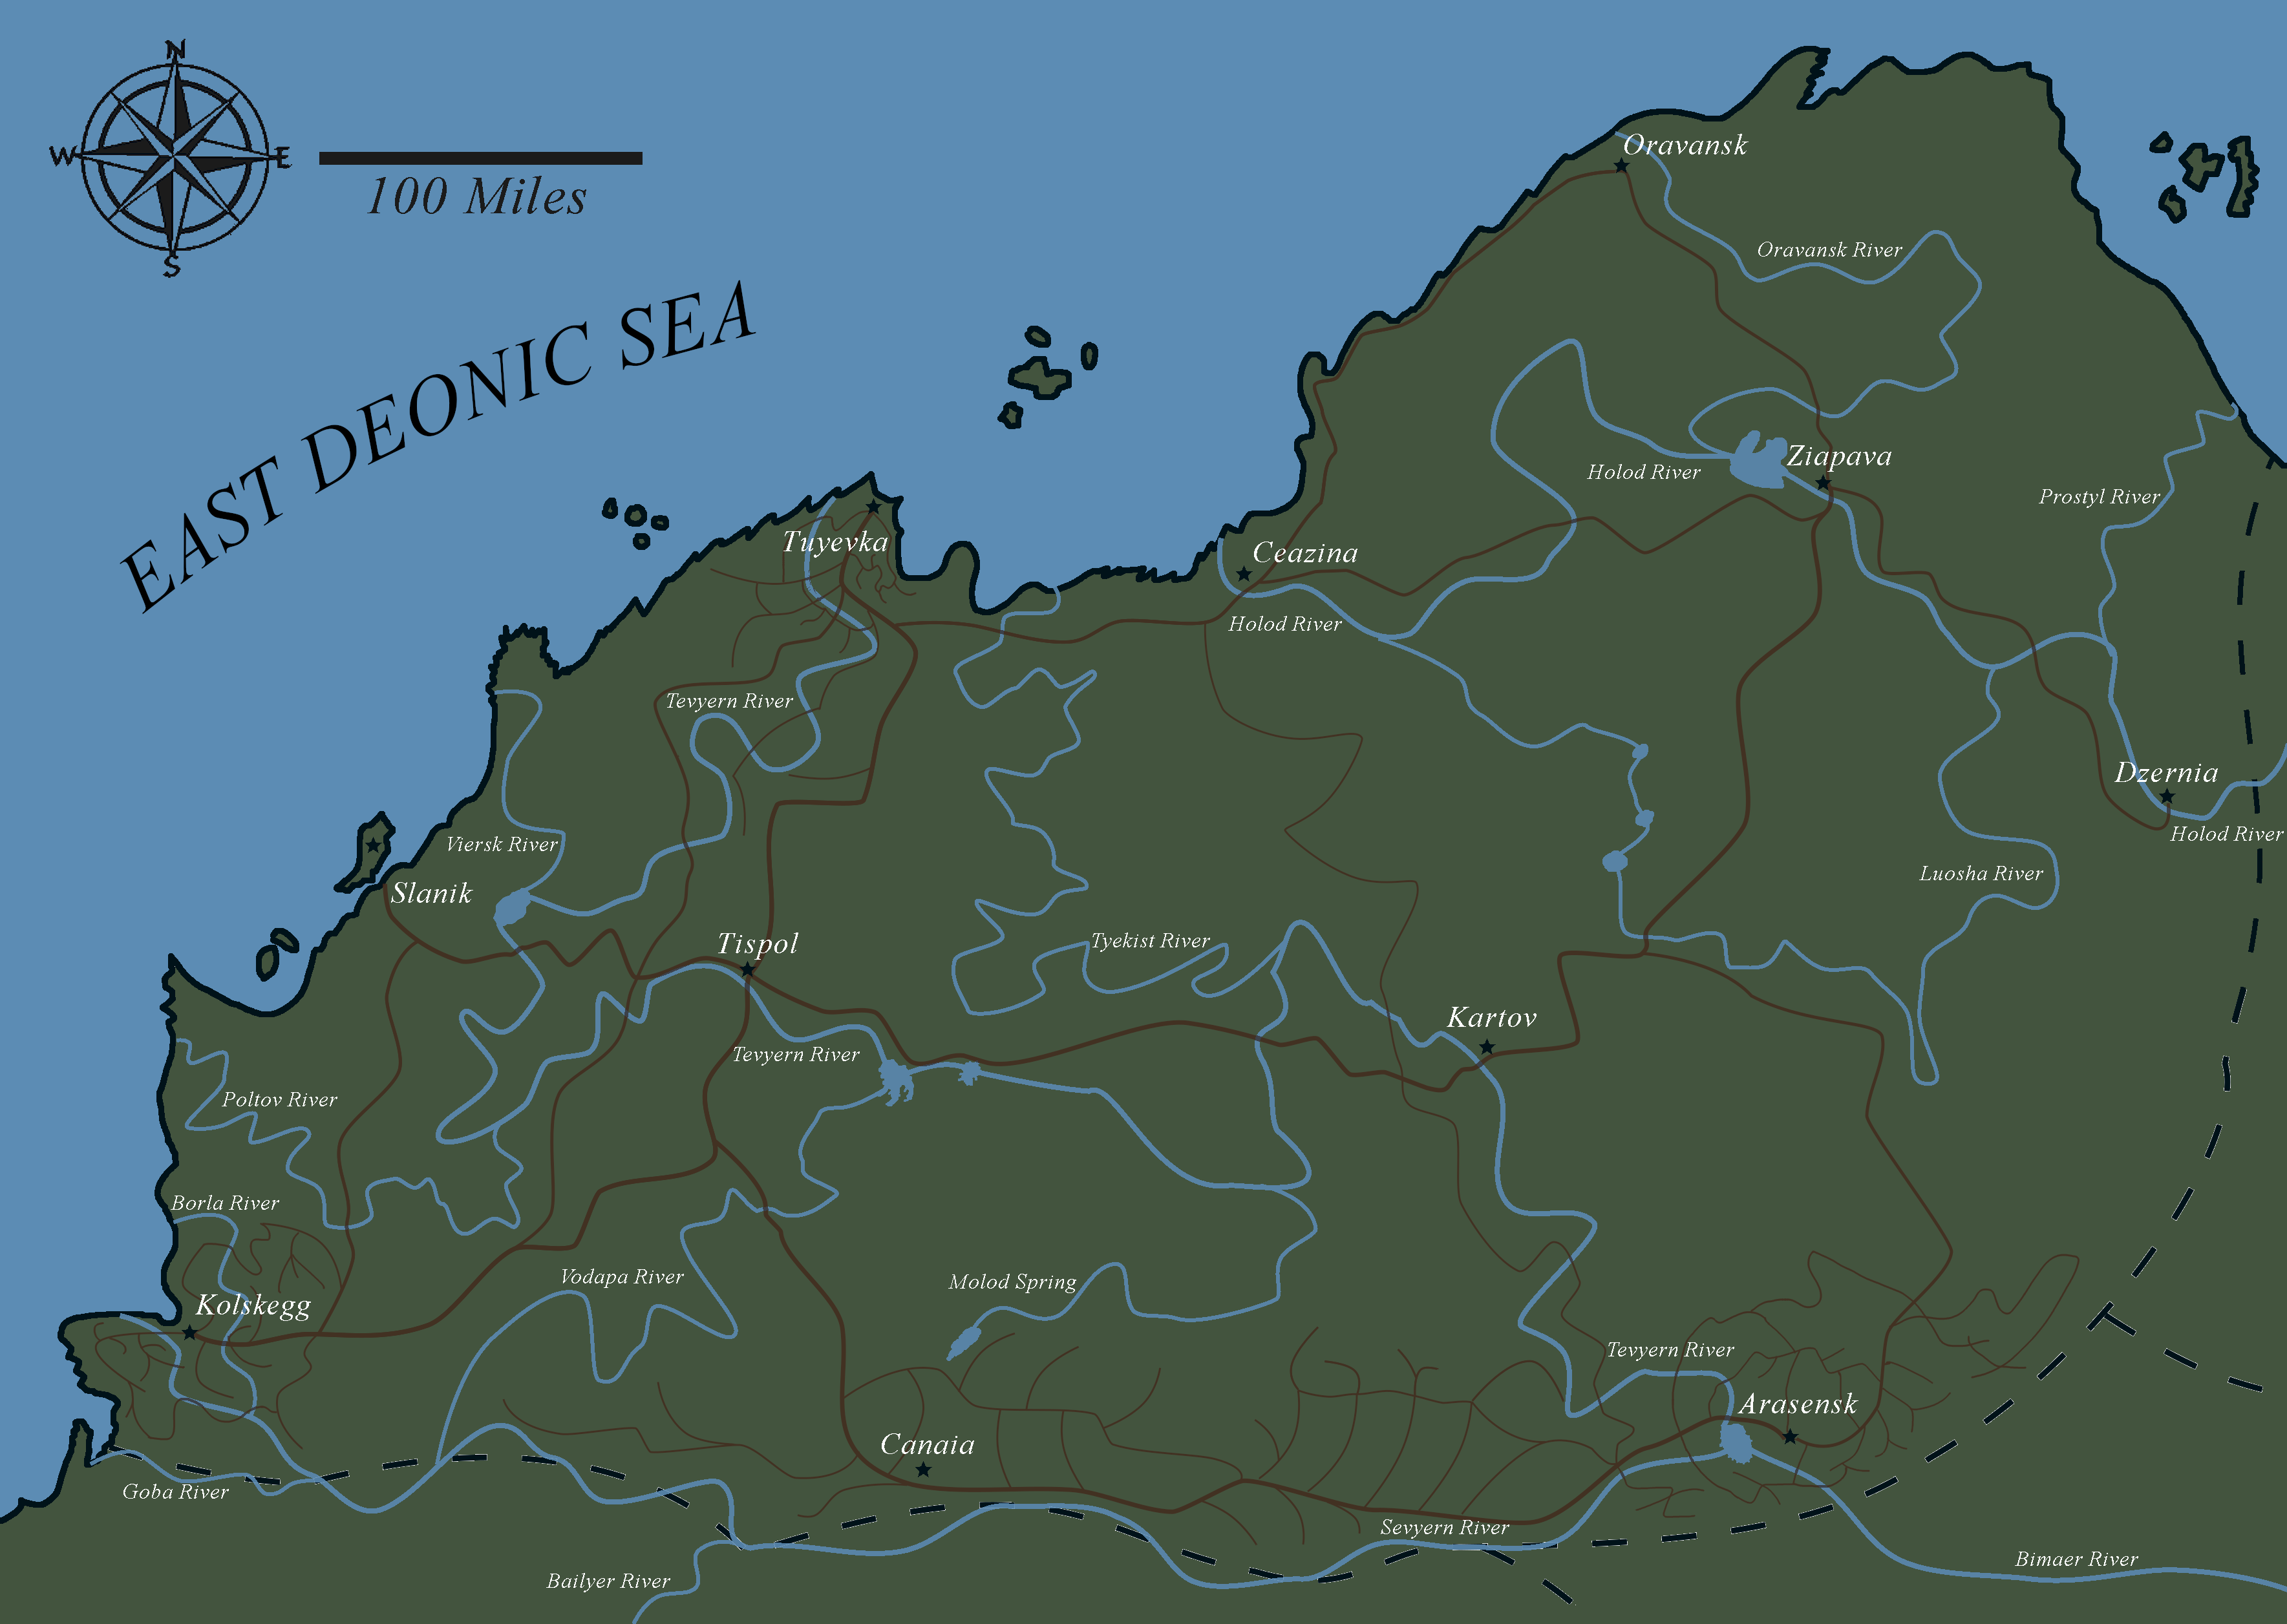 N
W
E
S
100 Miles
EAST DEONIC SEA
Oravansk
Oravansk River
Ziapava
Holod River
Prostyl River
Tuyevka
Ceazina
Holod River
Tevyern River
Dzernia
Holod River
Viersk River
Luosha River
Slanik
Tispol
Tyekist River
Kartov
Tevyern River
Poltov River
Borla River
Vodapa River
Molod Spring
Kolskegg
Tevyern River
Arasensk
Canaia
Goba River
Sevyern River
Bimaer River
Bailyer River